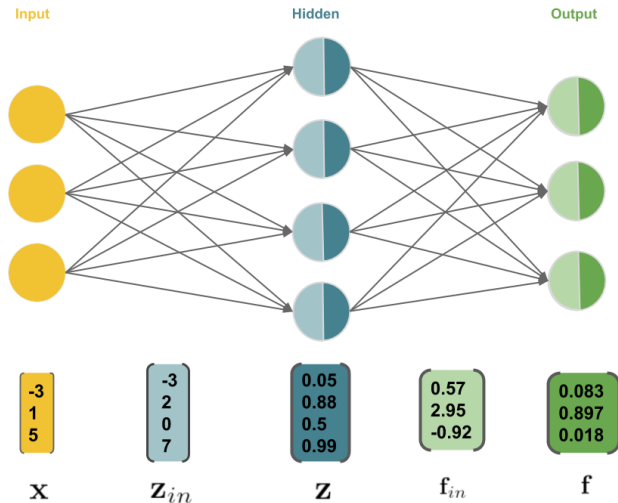 Input Hidden Output
-3 -3 0.05 0.57 0.083
1 2 0.88 2.95 0.897
5 0 0.5 -0.92 0.018
7 0.99
x z_in z f_in f